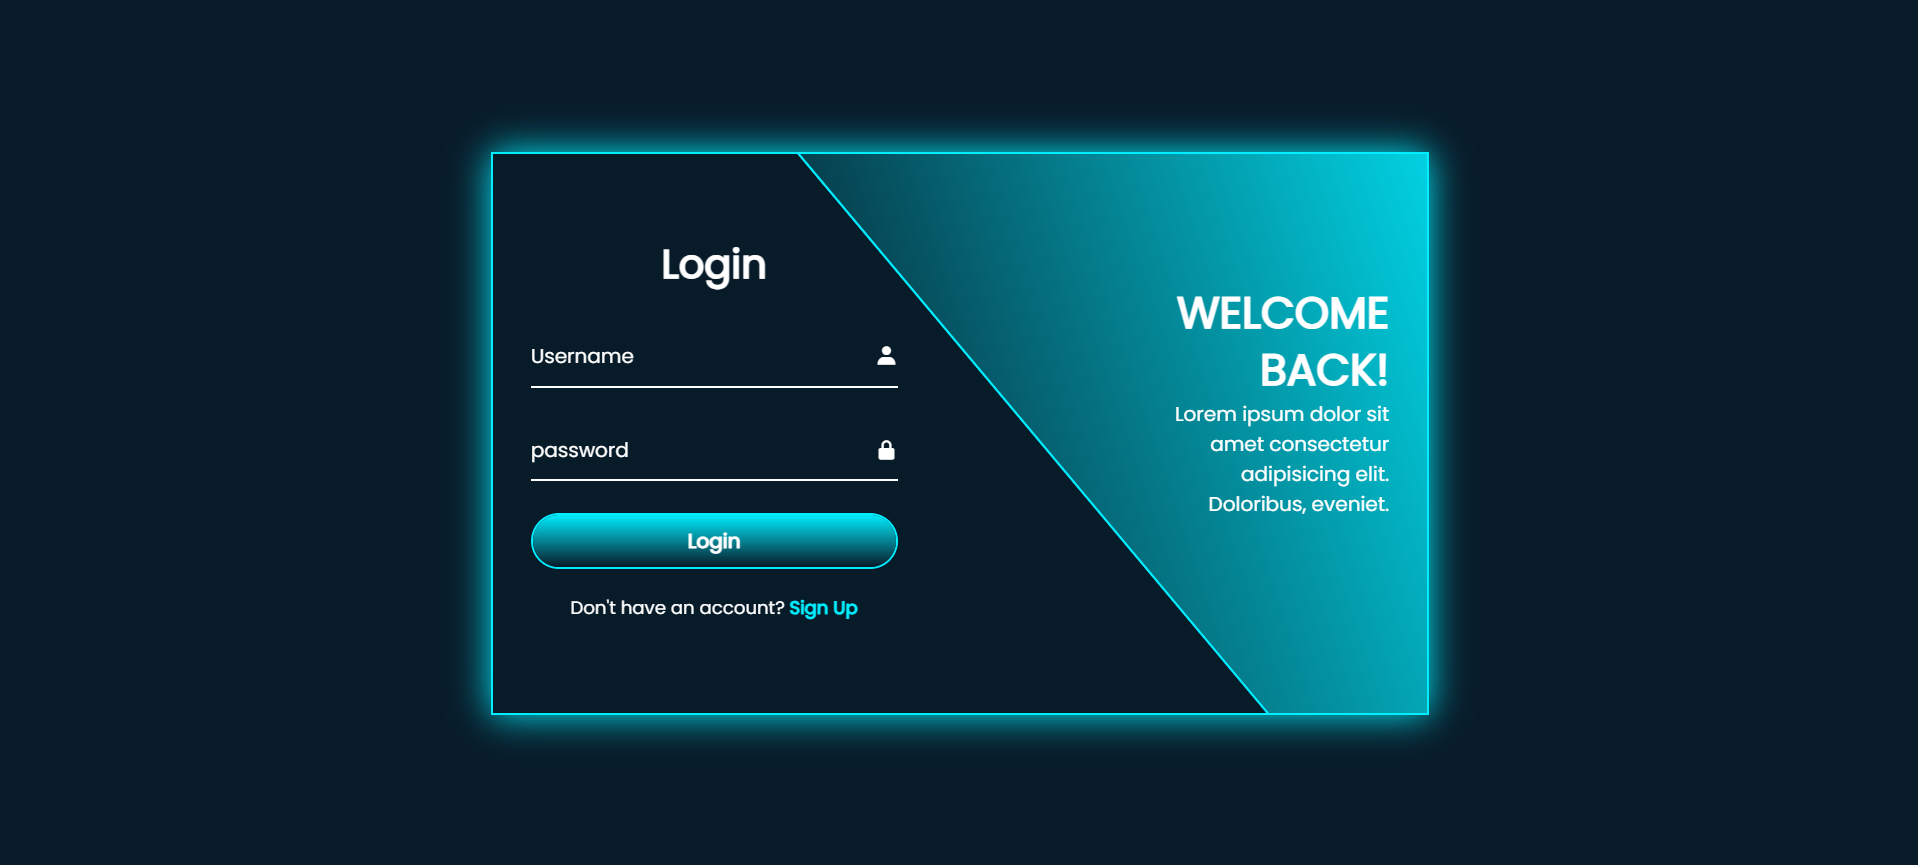 Login
Username
password
Login
Don't have an account? Sign Up
WELCOME
BACK!
Lorem ipsum dolor sit
amet consectetur
adipisicing elit.
Doloribus, eveniet.